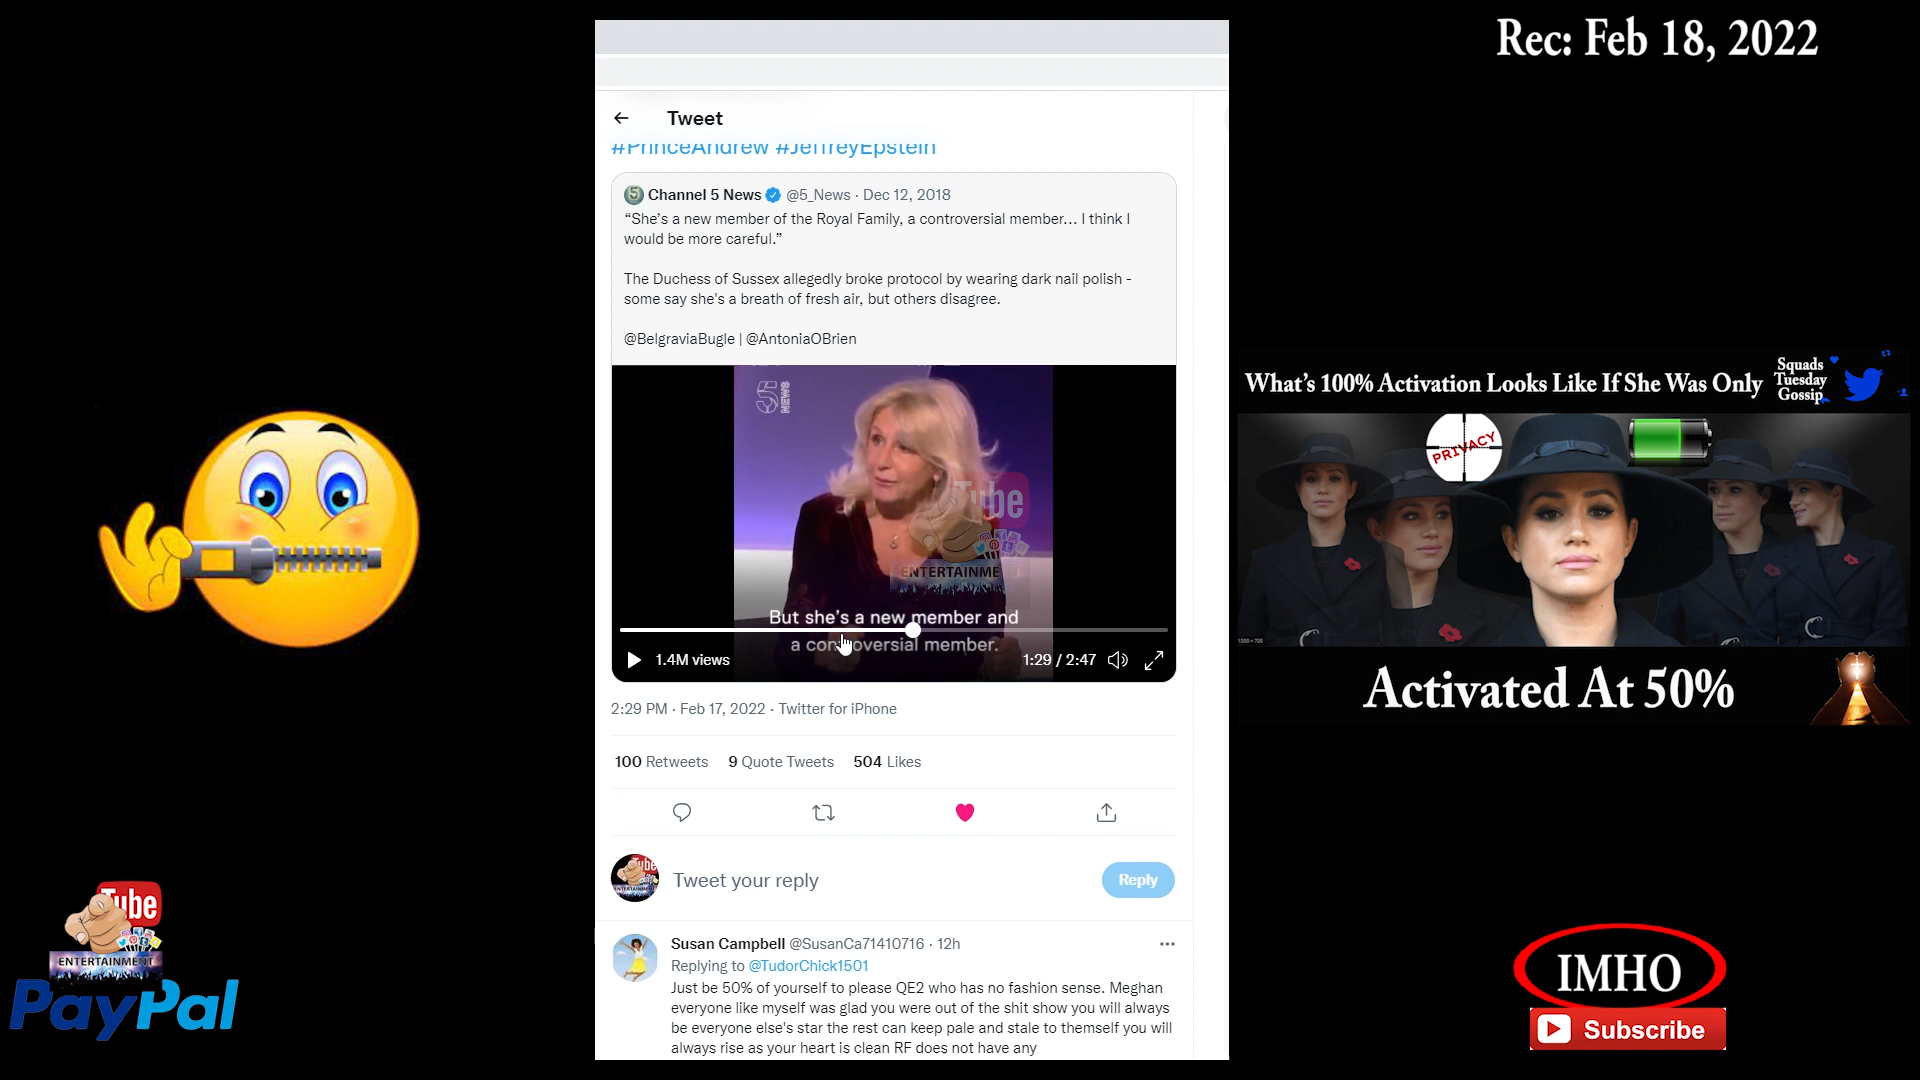 Rec: Feb 18, 2022
Tweet
#PrinceAndrew #JeffreyEpstein
5 Channel 5 News @5_News · Dec 12, 2018
“She’s a new member of the Royal Family, a controversial member... I think I
would be more careful.”
The Duchess of Sussex allegedly broke protocol by wearing dark nail polish -
some say she's a breath of fresh air, but others disagree.
@BelgraviaBugle | @AntoniaOBrien
5 NEWS
Tube
ENTERTAINMENT
But she's a new member and
a controversial member.
1.4M views
1:29 / 2:47
2:29 PM · Feb 17, 2022 · Twitter for iPhone
100 Retweets 9 Quote Tweets 504 Likes
Tweet your reply
Reply
Susan Campbell @SusanCa71410716 · 12h
Replying to @TudorChick1501
Just be 50% of yourself to please QE2 who has no fashion sense. Meghan
everyone like myself was glad you were out of the shit show you will always
be everyone else's star the rest can keep pale and stale to themself you will
always rise as your heart is clean RF does not have any
What's 100% Activation Looks Like If She Was Only
Squads
Tuesday
Gossip
PRIVACY
Activated At 50%
Tube
ENTERTAINMENT
PayPal
IMHO
Subscribe